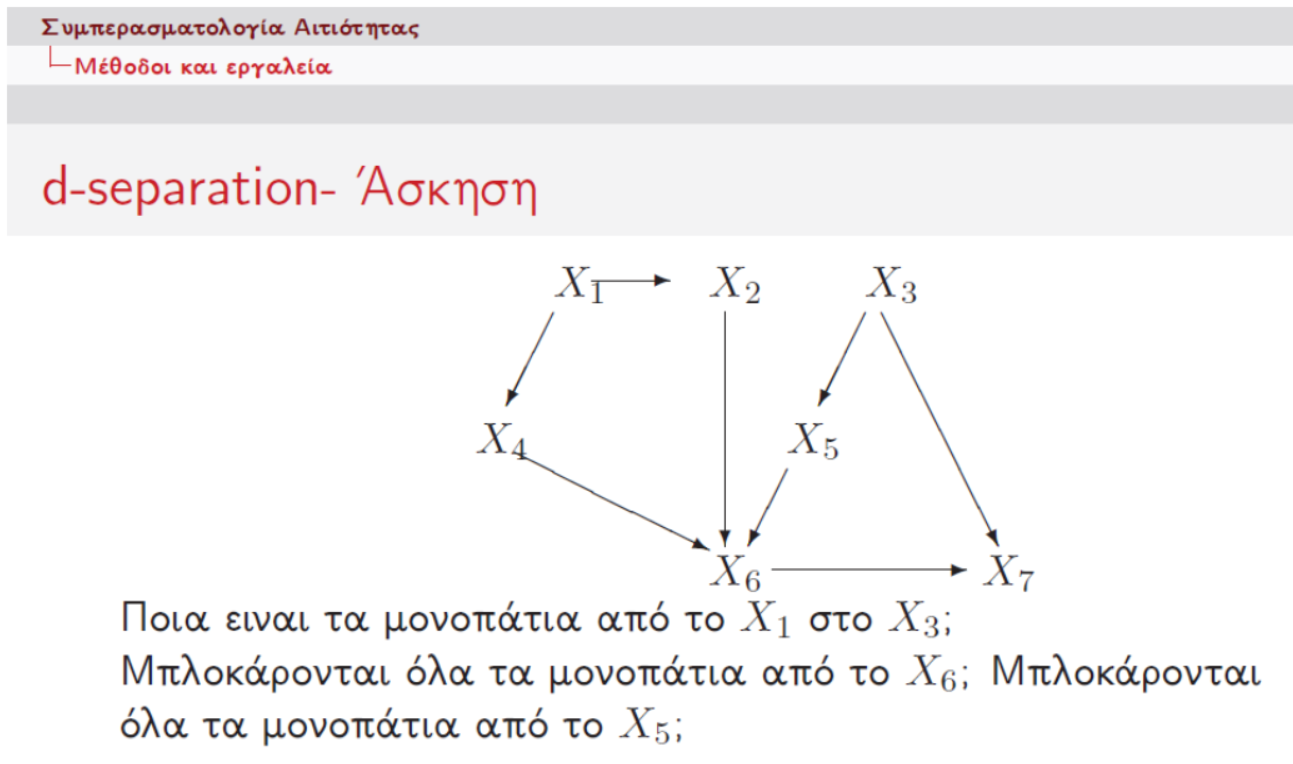 Συμπερασματολογία Αιτιότητας
Μέθοδοι και εργαλεία
d-separation- Άσκηση
X₁ X₂ X₃
X₄ X₅
X₆ X₇
Ποια ειναι τα μονοπάτια από το X₁ στο X₃;
Μπλοκάρονται όλα τα μονοπάτια από το X₆; Μπλοκάρονται
όλα τα μονοπάτια από το X₅;